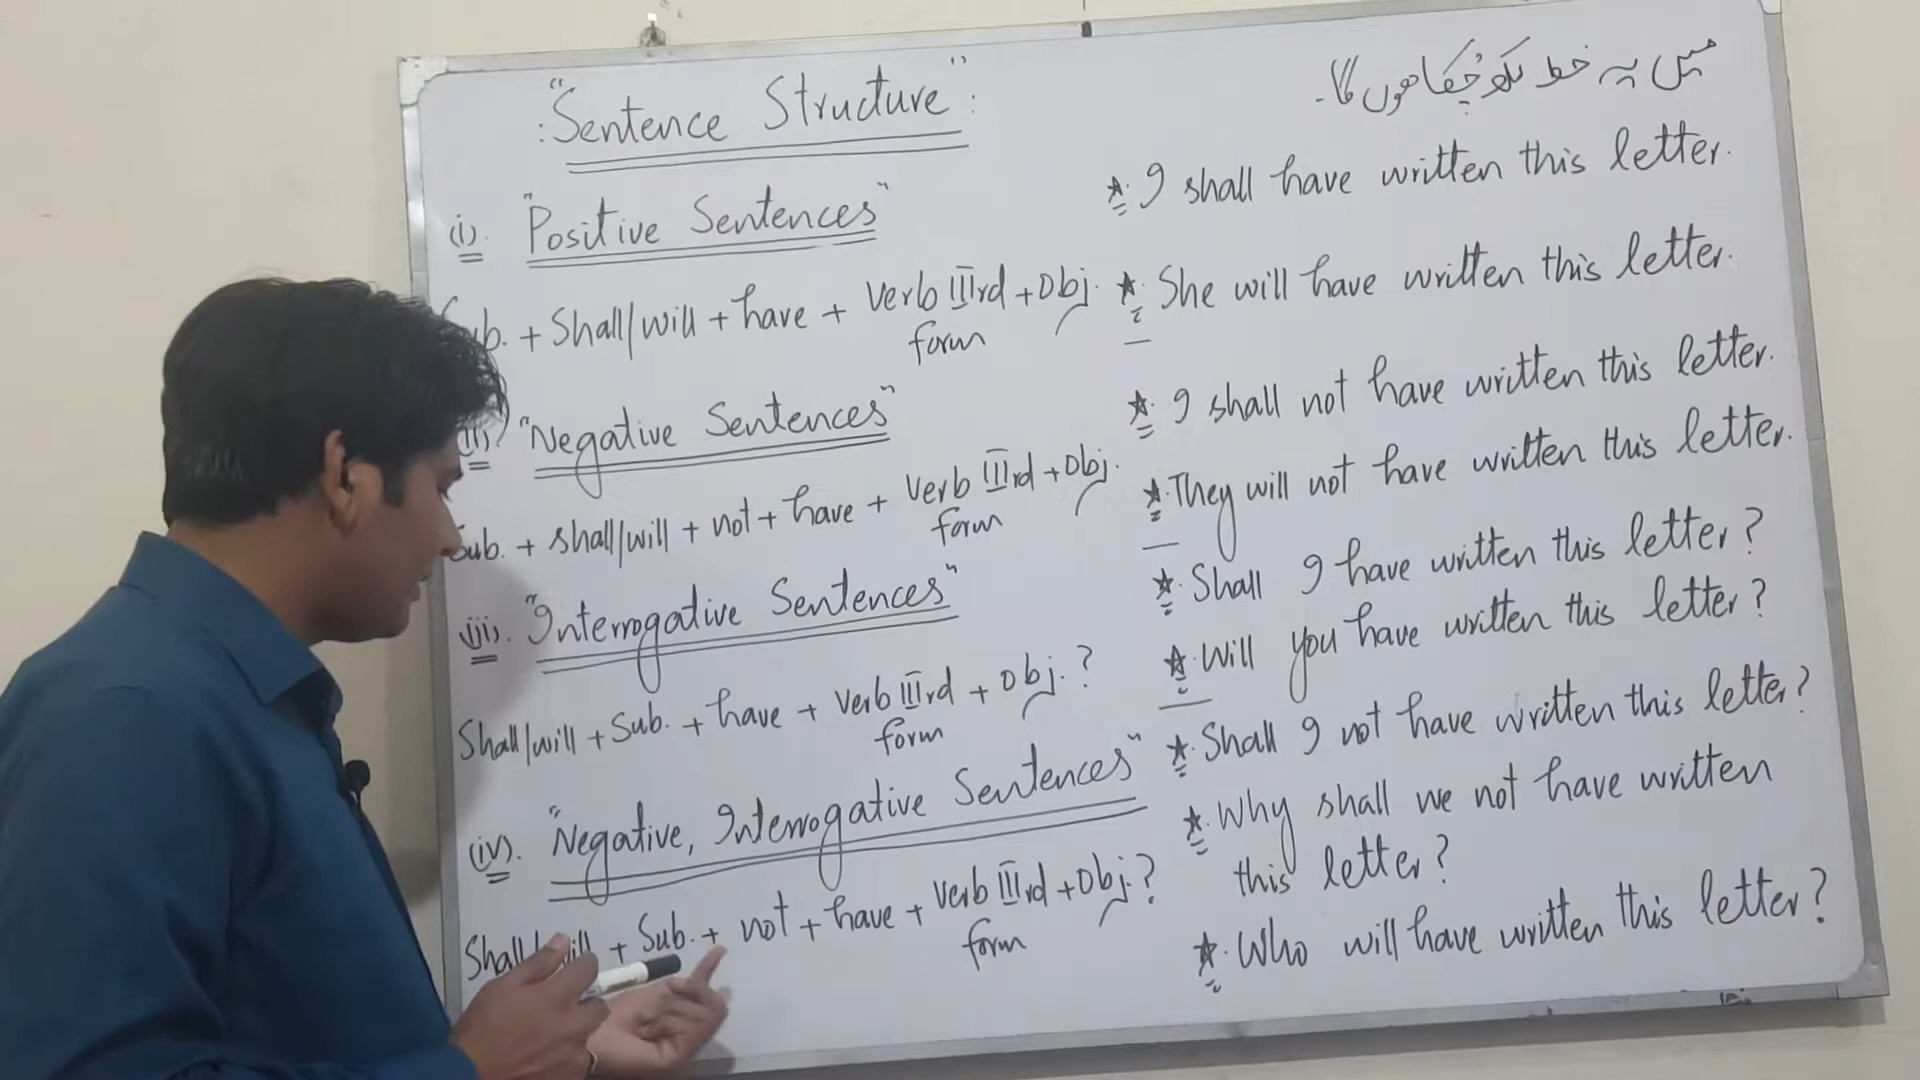 : "Sentence Structure" :
(i). "Positive Sentences"
Sub. + Shall/will + have + Verb IIIrd + Obj.
form
(ii). "Negative Sentences"
Sub. + shall/will + not + have + Verb IIIrd + Obj.
form
(iii). "Interrogative Sentences"
Shall/will + Sub. + have + Verb IIIrd + Obj. ?
form
(iv). "Negative, Interrogative Sentences"
Shall/will + Sub. + not + have + Verb IIIrd + Obj. ?
form
میں یہ خط لکھ چُکا ھوں گا۔
★. I shall have written this letter.
★. She will have written this letter.
★. I shall not have written this letter.
★. They will not have written this letter.
★. Shall I have written this letter?
★. Will you have written this letter?
★. Shall I not have written this letter?
★. Why shall we not have written
this letter?
★. Who will have written this letter?